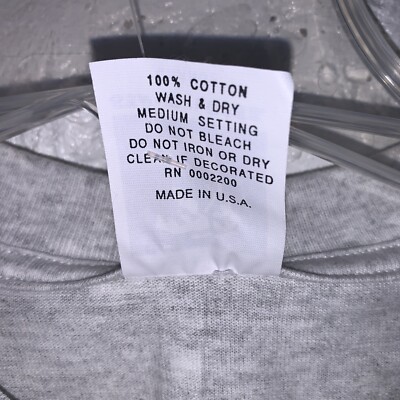 100% COTTON
WASH & DRY
MEDIUM SETTING
DO NOT BLEACH
DO NOT IRON OR DRY
CLEAN IF DECORATED
RN 0002200
MADE IN U.S.A.